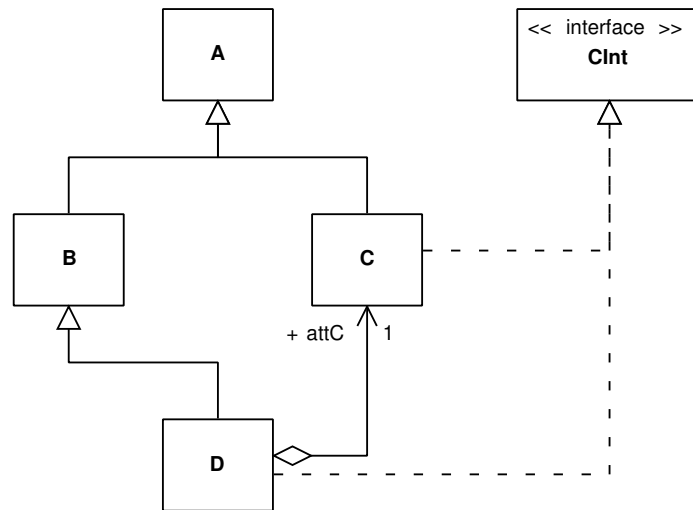 A
<< interface >>
CInt
B
C
+ attC 1
D